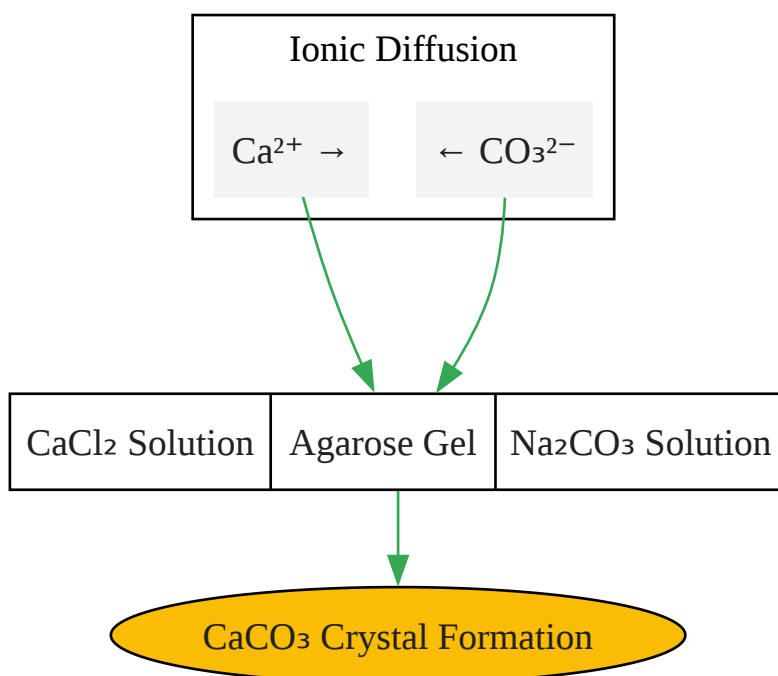 Ionic Diffusion
Ca²⁺ → ← CO₃²⁻
CaCl₂ Solution Agarose Gel Na₂CO₃ Solution
CaCO₃ Crystal Formation